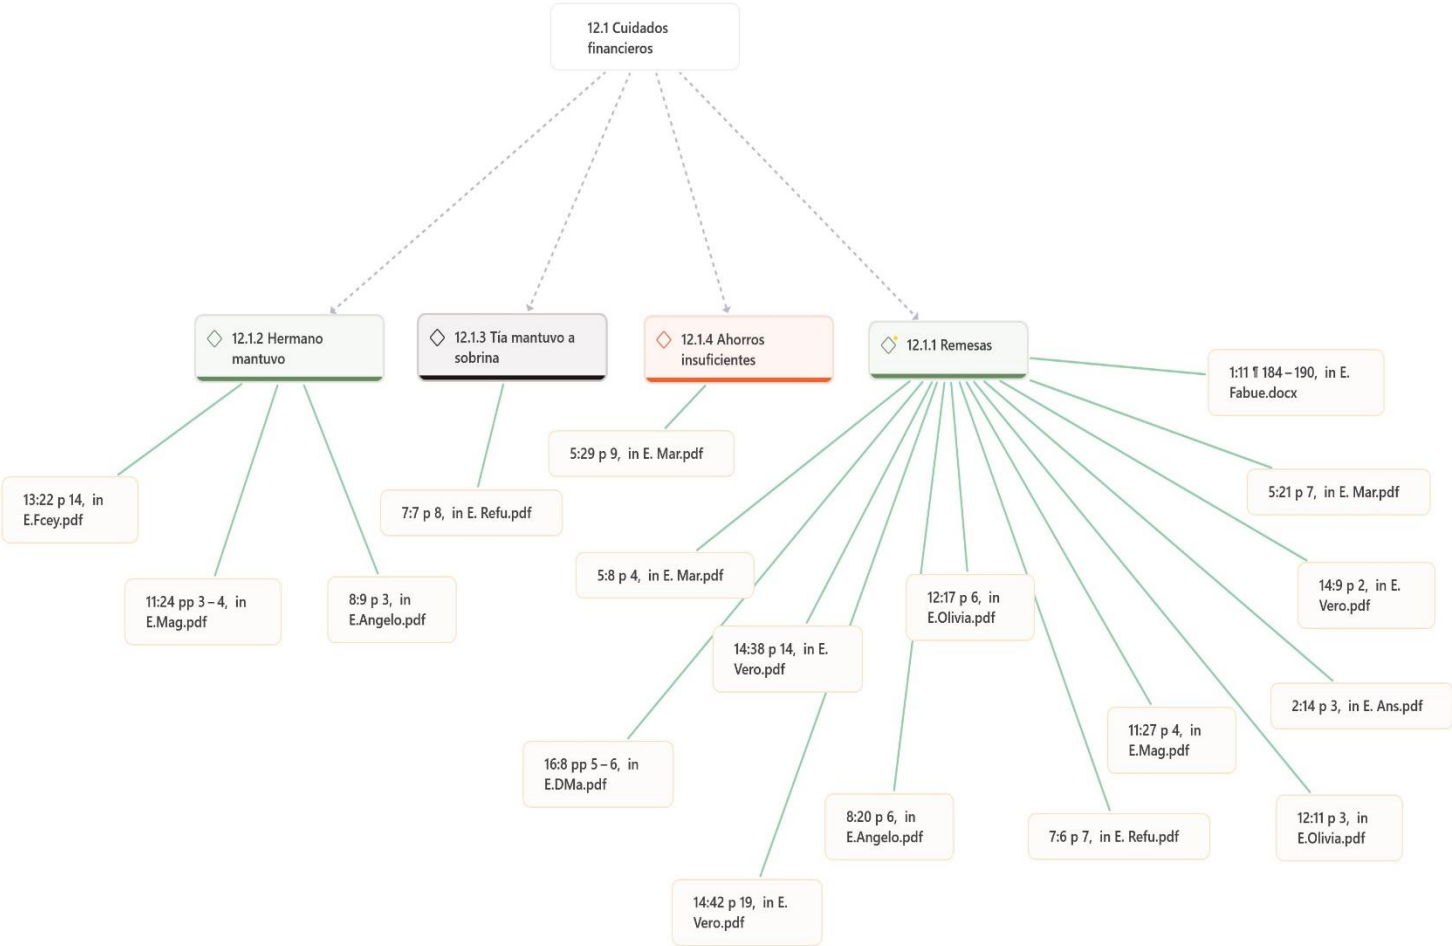 12.1 Cuidados
financieros
12.1.2 Hermano
mantuvo
12.1.3 Tía mantuvo a
sobrina
12.1.4 Ahorros
insuficientes
12.1.1 Remesas
1:11 ¶ 184 – 190, in E.
Fabue.docx
5:29 p 9, in E. Mar.pdf
5:21 p 7, in E. Mar.pdf
13:22 p 14, in
E.Fcey.pdf
7:7 p 8, in E. Refu.pdf
5:8 p 4, in E. Mar.pdf
14:9 p 2, in E.
Vero.pdf
11:24 pp 3 – 4, in
E.Mag.pdf
8:9 p 3, in
E.Angelo.pdf
12:17 p 6, in
E.Olivia.pdf
14:38 p 14, in E.
Vero.pdf
2:14 p 3, in E. Ans.pdf
11:27 p 4, in
E.Mag.pdf
16:8 pp 5 – 6, in
E.DMa.pdf
8:20 p 6, in
E.Angelo.pdf
7:6 p 7, in E. Refu.pdf
12:11 p 3, in
E.Olivia.pdf
14:42 p 19, in E.
Vero.pdf